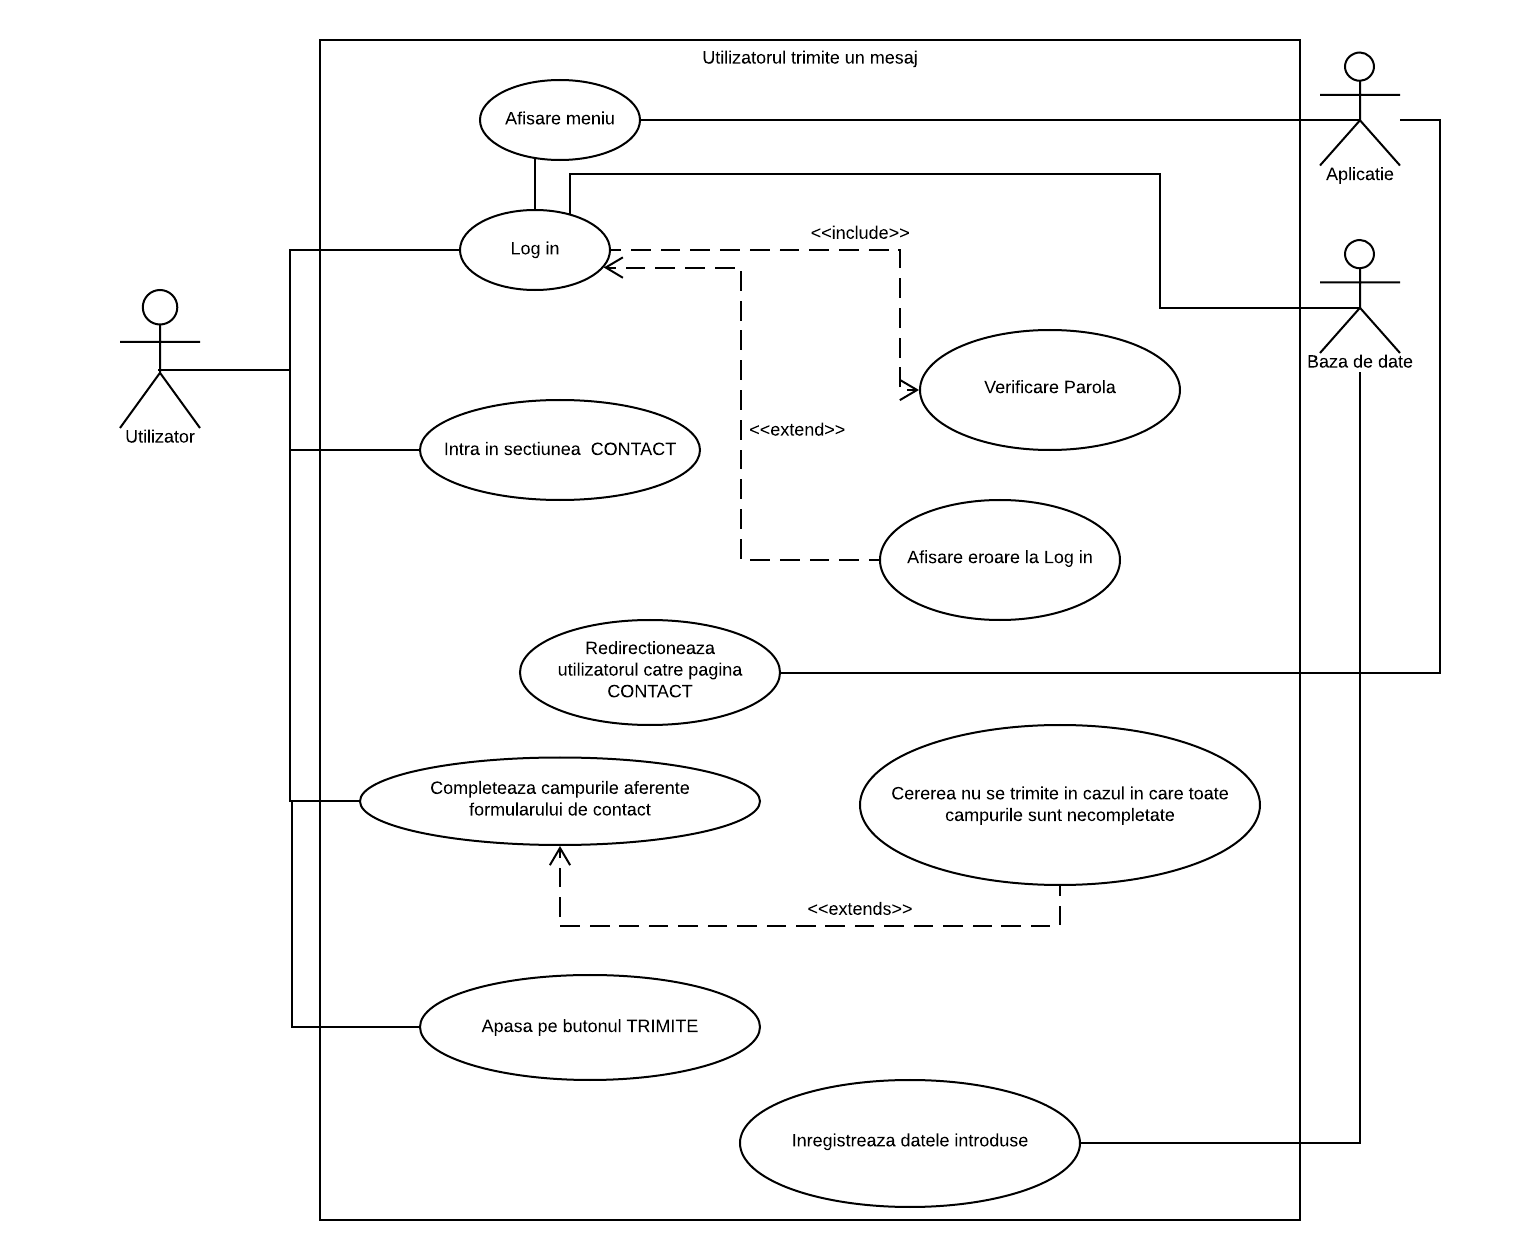 Utilizatorul trimite un mesaj
Afisare meniu
Aplicatie
Log in
<<include>>
Baza de date
Verificare Parola
Utilizator
<<extend>>
Intra in sectiunea CONTACT
Afisare eroare la Log in
Redirectioneaza
utilizatorul catre pagina
CONTACT
Completeaza campurile aferente
formularului de contact
Cererea nu se trimite in cazul in care toate
campurile sunt necompletate
<<extends>>
Apasa pe butonul TRIMITE
Inregistreaza datele introduse